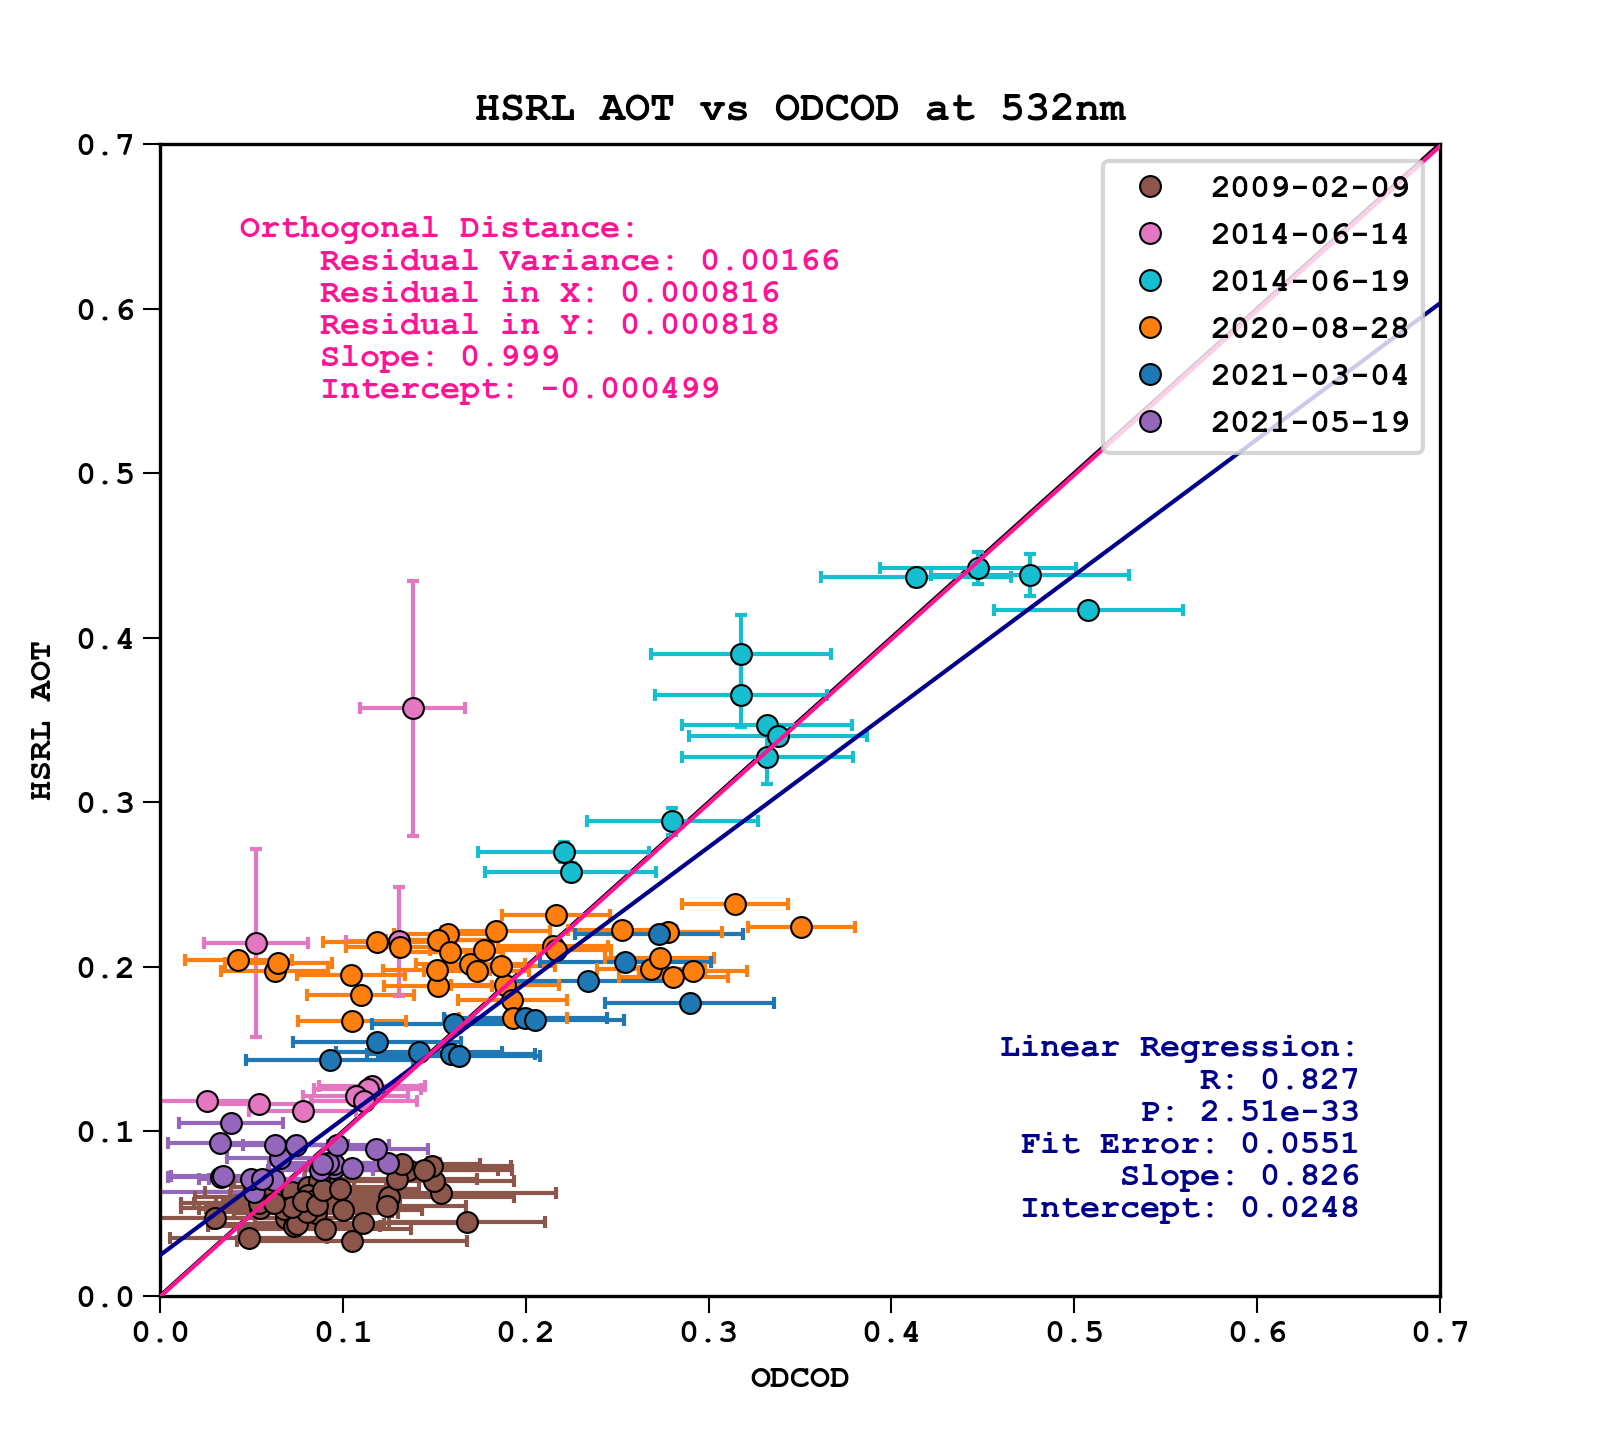 HSRL AOT vs ODCOD at 532nm
0.7
0.6
0.5
0.4
0.3
0.2
0.1
0.0
HSRL AOT
Orthogonal Distance:
Residual Variance: 0.00166
Residual in X: 0.000816
Residual in Y: 0.000818
Slope: 0.999
Intercept: -0.000499
2009-02-09
2014-06-14
2014-06-19
2020-08-28
2021-03-04
2021-05-19
Linear Regression:
R: 0.827
P: 2.51e-33
Fit Error: 0.0551
Slope: 0.826
Intercept: 0.0248
0.0 0.1 0.2 0.3 0.4 0.5 0.6 0.7
ODCOD